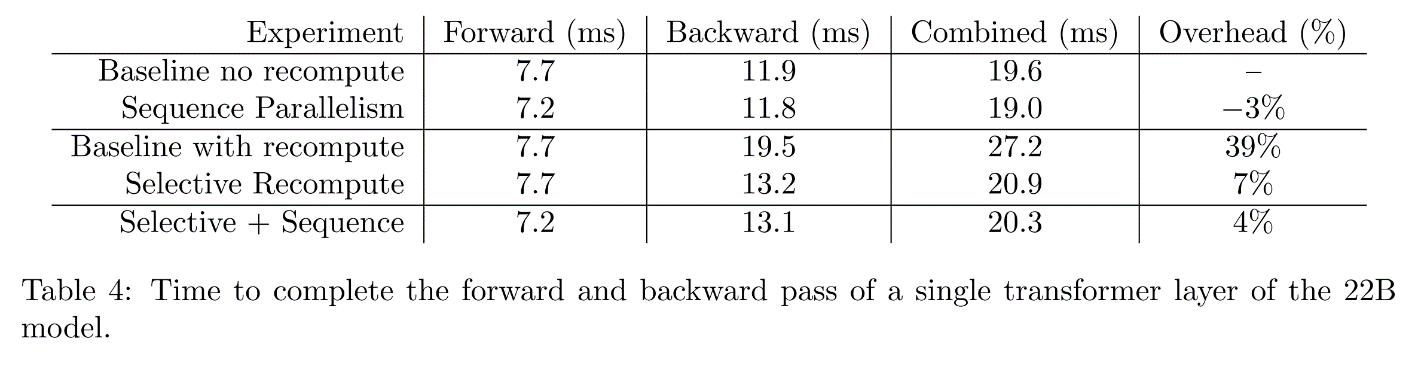 Experiment Forward (ms) Backward (ms) Combined (ms) Overhead (%)
Baseline no recompute 7.7 11.9 19.6 –
Sequence Parallelism 7.2 11.8 19.0 −3%
Baseline with recompute 7.7 19.5 27.2 39%
Selective Recompute 7.7 13.2 20.9 7%
Selective + Sequence 7.2 13.1 20.3 4%
Table 4: Time to complete the forward and backward pass of a single transformer layer of the 22B
model.